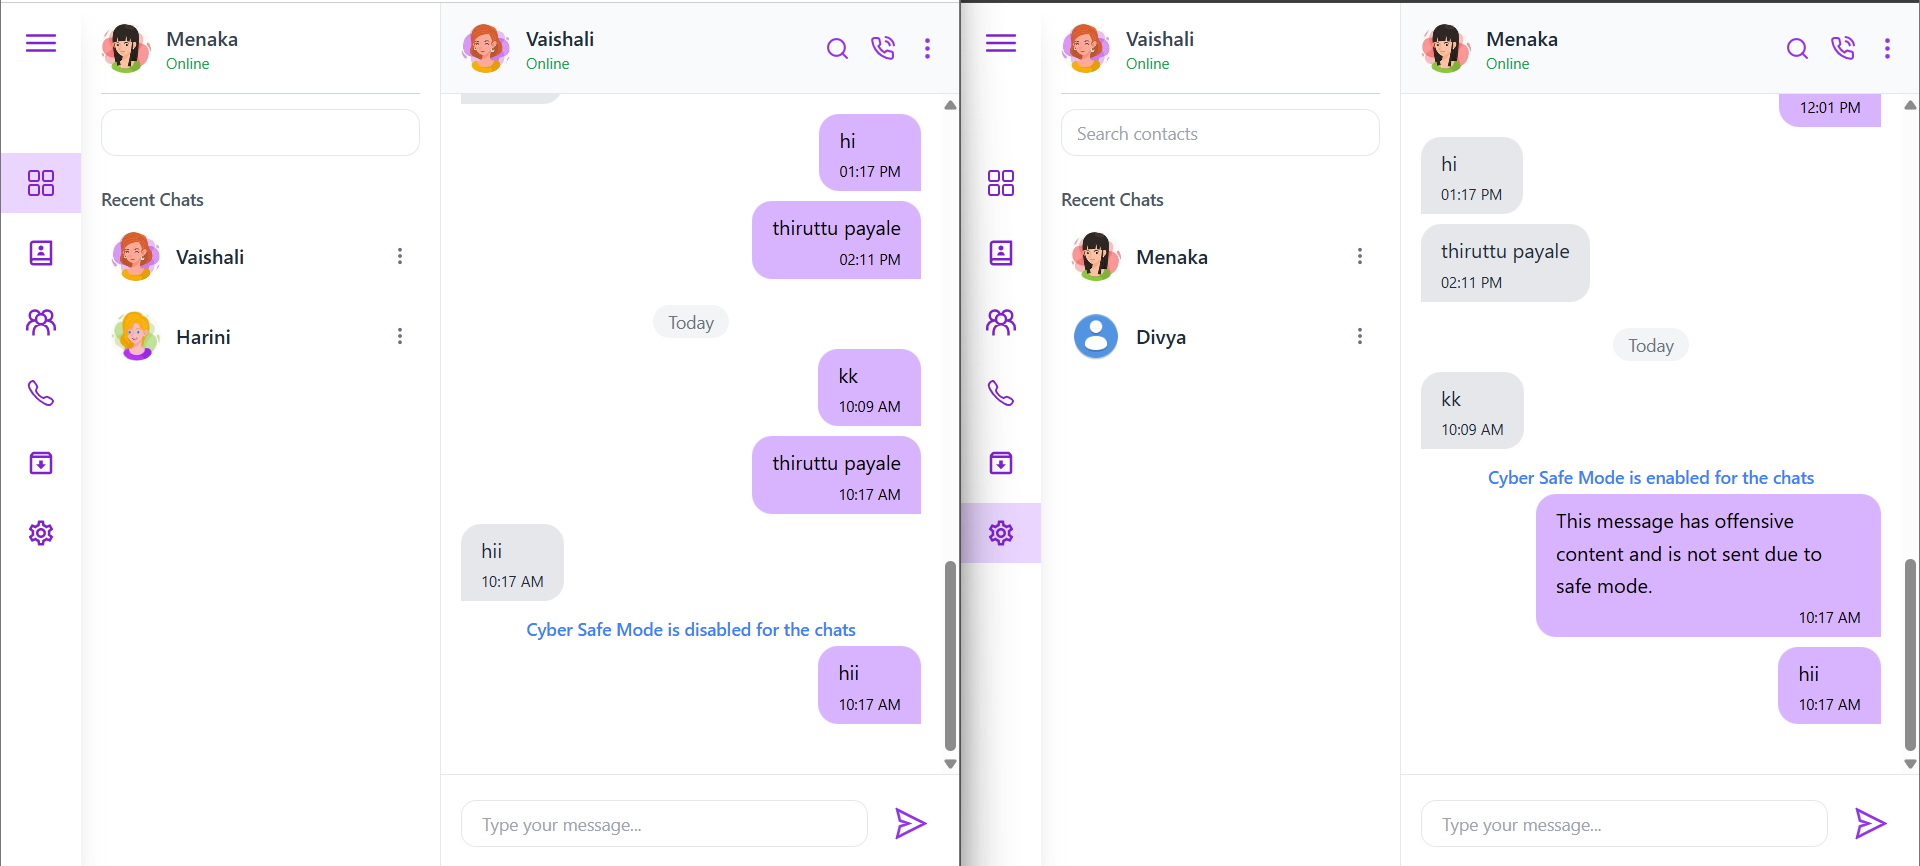 Menaka
Online
Recent Chats
Vaishali
Harini
Vaishali
Online
hi
01:17 PM
thiruttu payale
02:11 PM
Today
kk
10:09 AM
thiruttu payale
10:17 AM
hii
10:17 AM
Cyber Safe Mode is disabled for the chats
hii
10:17 AM
Type your message...
Vaishali
Online
Search contacts
Recent Chats
Menaka
Divya
Menaka
Online
12:01 PM
hi
01:17 PM
thiruttu payale
02:11 PM
Today
kk
10:09 AM
Cyber Safe Mode is enabled for the chats
This message has offensive
content and is not sent due to
safe mode.
10:17 AM
hii
10:17 AM
Type your message...